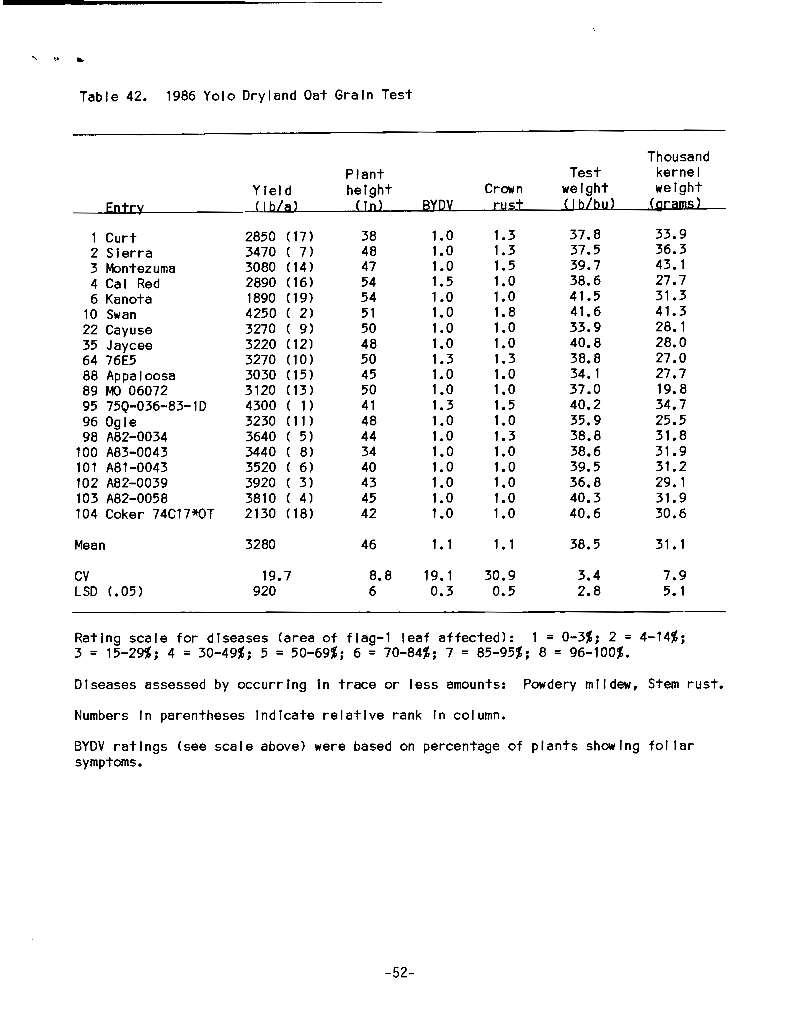 Table 42. 1986 Yolo Dryland Oat Grain Test
Thousand
Plant Test kernel
Yield height Crown weight weight
Entry (lb/a) (in) BYDV rust (lb/bu) (grams)
1 Curt 2850 (17) 38 1.0 1.3 37.8 33.9
2 Sierra 3470 ( 7) 48 1.0 1.3 37.5 36.3
3 Montezuma 3080 (14) 47 1.0 1.5 39.7 43.1
4 Cal Red 2890 (16) 54 1.5 1.0 38.6 27.7
6 Kanota 1890 (19) 54 1.0 1.0 41.5 31.3
10 Swan 4250 ( 2) 51 1.0 1.8 41.6 41.3
22 Cayuse 3270 ( 9) 50 1.0 1.0 33.9 28.1
35 Jaycee 3220 (12) 48 1.0 1.0 40.8 28.0
64 76E5 3270 (10) 50 1.3 1.3 38.8 27.0
88 Appaloosa 3030 (15) 45 1.0 1.0 34.1 27.7
89 MO 06072 3120 (13) 50 1.0 1.0 37.0 19.8
95 75Q-036-83-1D 4300 ( 1) 41 1.3 1.5 40.2 34.7
96 Ogle 3230 (11) 48 1.0 1.0 35.9 25.5
98 A82-0034 3640 ( 5) 44 1.0 1.3 38.8 31.8
100 A83-0043 3440 ( 8) 34 1.0 1.0 38.6 31.9
101 A81-0043 3520 ( 6) 40 1.0 1.0 39.5 31.2
102 A82-0039 3920 ( 3) 43 1.0 1.0 36.8 29.1
103 A82-0058 3810 ( 4) 45 1.0 1.0 40.3 31.9
104 Coker 74C17*OT 2130 (18) 42 1.0 1.0 40.6 30.6
Mean 3280 46 1.1 1.1 38.5 31.1
CV 19.7 8.8 19.1 30.9 3.4 7.9
LSD (.05) 920 6 0.3 0.5 2.8 5.1
Rating scale for diseases (area of flag-1 leaf affected): 1 = 0-3%; 2 = 4-14%;
3 = 15-29%; 4 = 30-49%; 5 = 50-69%; 6 = 70-84%; 7 = 85-95%; 8 = 96-100%.
Diseases assessed by occurring in trace or less amounts: Powdery mildew, Stem rust.
Numbers in parentheses indicate relative rank in column.
BYDV ratings (see scale above) were based on percentage of plants showing foliar
symptoms.
-52-